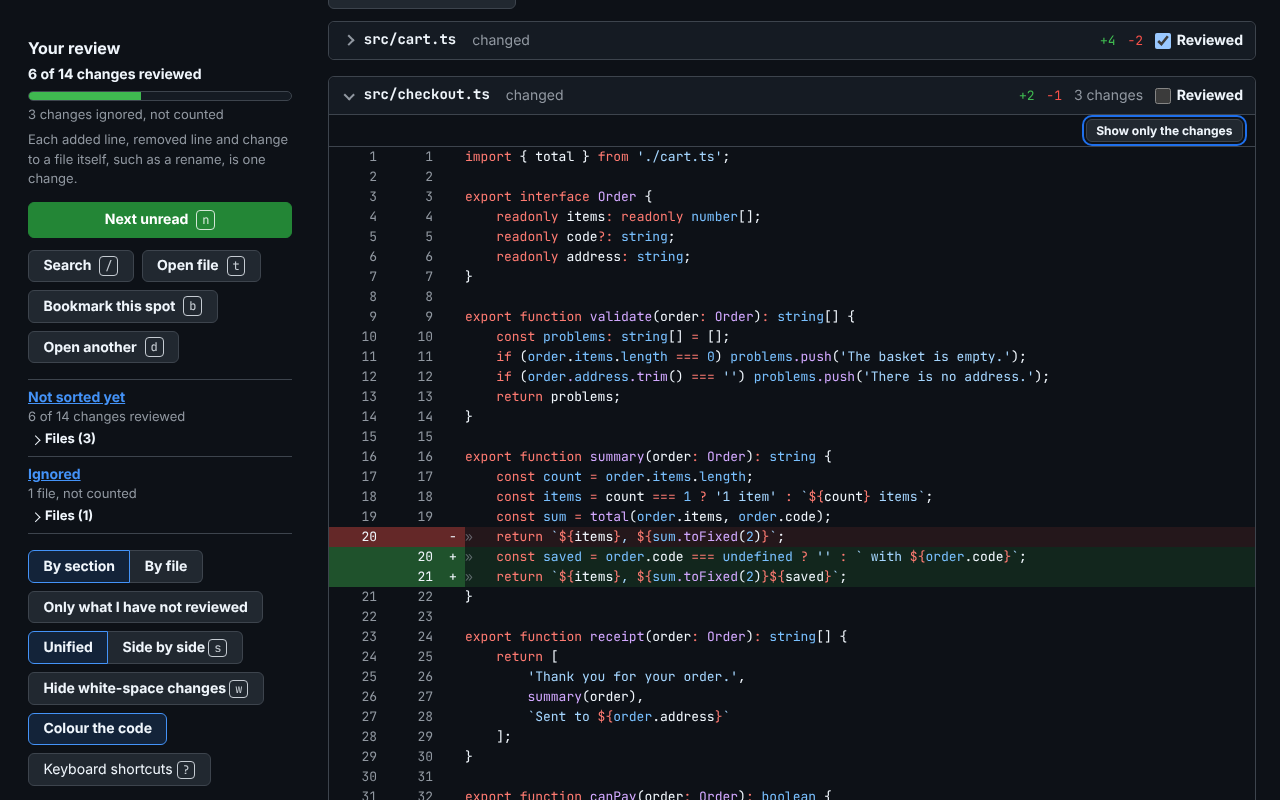 Your review
6 of 14 changes reviewed
3 changes ignored, not counted
Each added line, removed line and change
to a file itself, such as a rename, is one
change.
Next unread n
Search / Open file t
Bookmark this spot b
Open another d
Not sorted yet
6 of 14 changes reviewed
Files (3)
Ignored
1 file, not counted
Files (1)
By section By file
Only what I have not reviewed
Unified Side by side s
Hide white-space changes w
Colour the code
Keyboard shortcuts ?
src/cart.ts changed +4 -2 Reviewed
src/checkout.ts changed +2 -1 3 changes Reviewed
Show only the changes
1 1 import { total } from './cart.ts';
2 2
3 3 export interface Order {
4 4     readonly items: readonly number[];
5 5     readonly code?: string;
6 6     readonly address: string;
7 7 }
8 8
9 9 export function validate(order: Order): string[] {
10 10     const problems: string[] = [];
11 11     if (order.items.length === 0) problems.push('The basket is empty.');
12 12     if (order.address.trim() === '') problems.push('There is no address.');
13 13     return problems;
14 14 }
15 15
16 16 export function summary(order: Order): string {
17 17     const count = order.items.length;
18 18     const items = count === 1 ? '1 item' : `${count} items`;
19 19     const sum = total(order.items, order.code);
20 - »   return `${items}, ${sum.toFixed(2)}`;
20 + »   const saved = order.code === undefined ? '' : ` with ${order.code}`;
21 + »   return `${items}, ${sum.toFixed(2)}${saved}`;
21 22 }
22 23
23 24 export function receipt(order: Order): string[] {
24 25     return [
25 26         'Thank you for your order.',
26 27         summary(order),
27 28         `Sent to ${order.address}`
28 29     ];
29 30 }
30 31
31 32 export function canPay(order: Order): boolean {